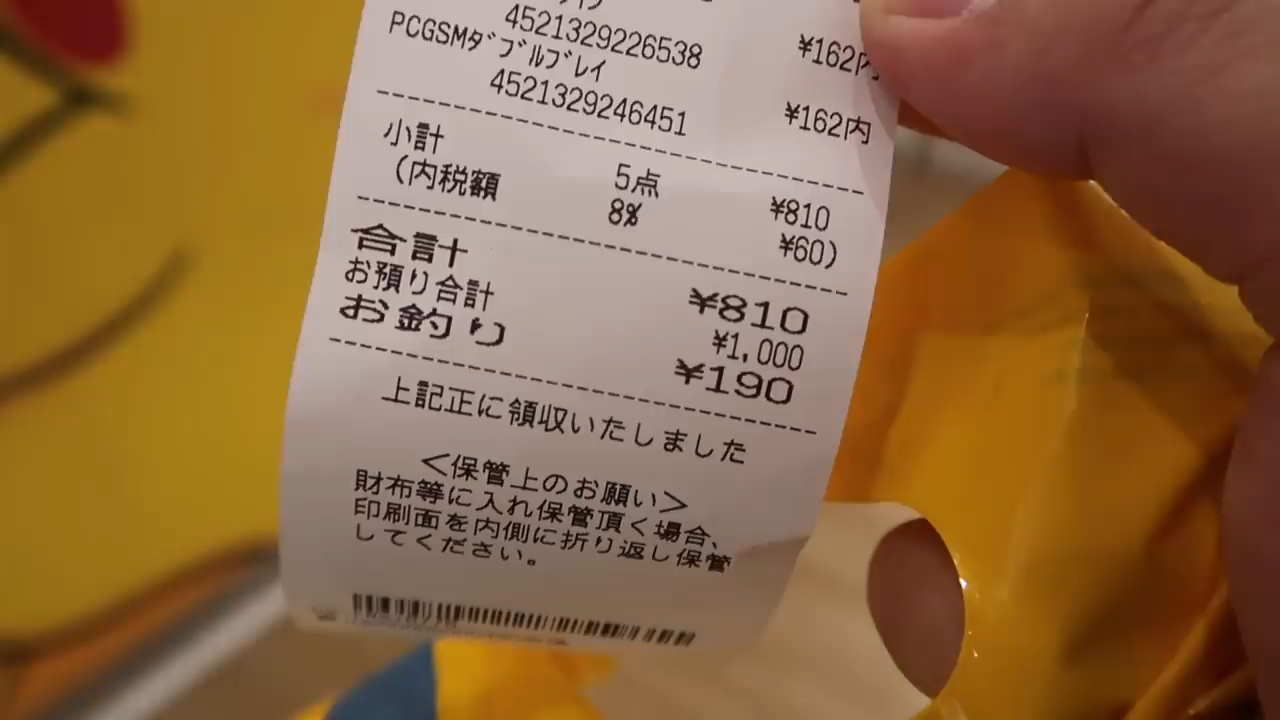 4521329226538 ¥162内
PCGSMダブルブレイ
4521329246451 ¥162内
小計 5点 ¥810
(内税額 8% ¥60)
合計 ¥810
お預り合計 ¥1,000
お釣り ¥190
上記正に領収いたしました
<保管上のお願い>
財布等に入れ保管頂く場合、
印刷面を内側に折り返し保管
してください。